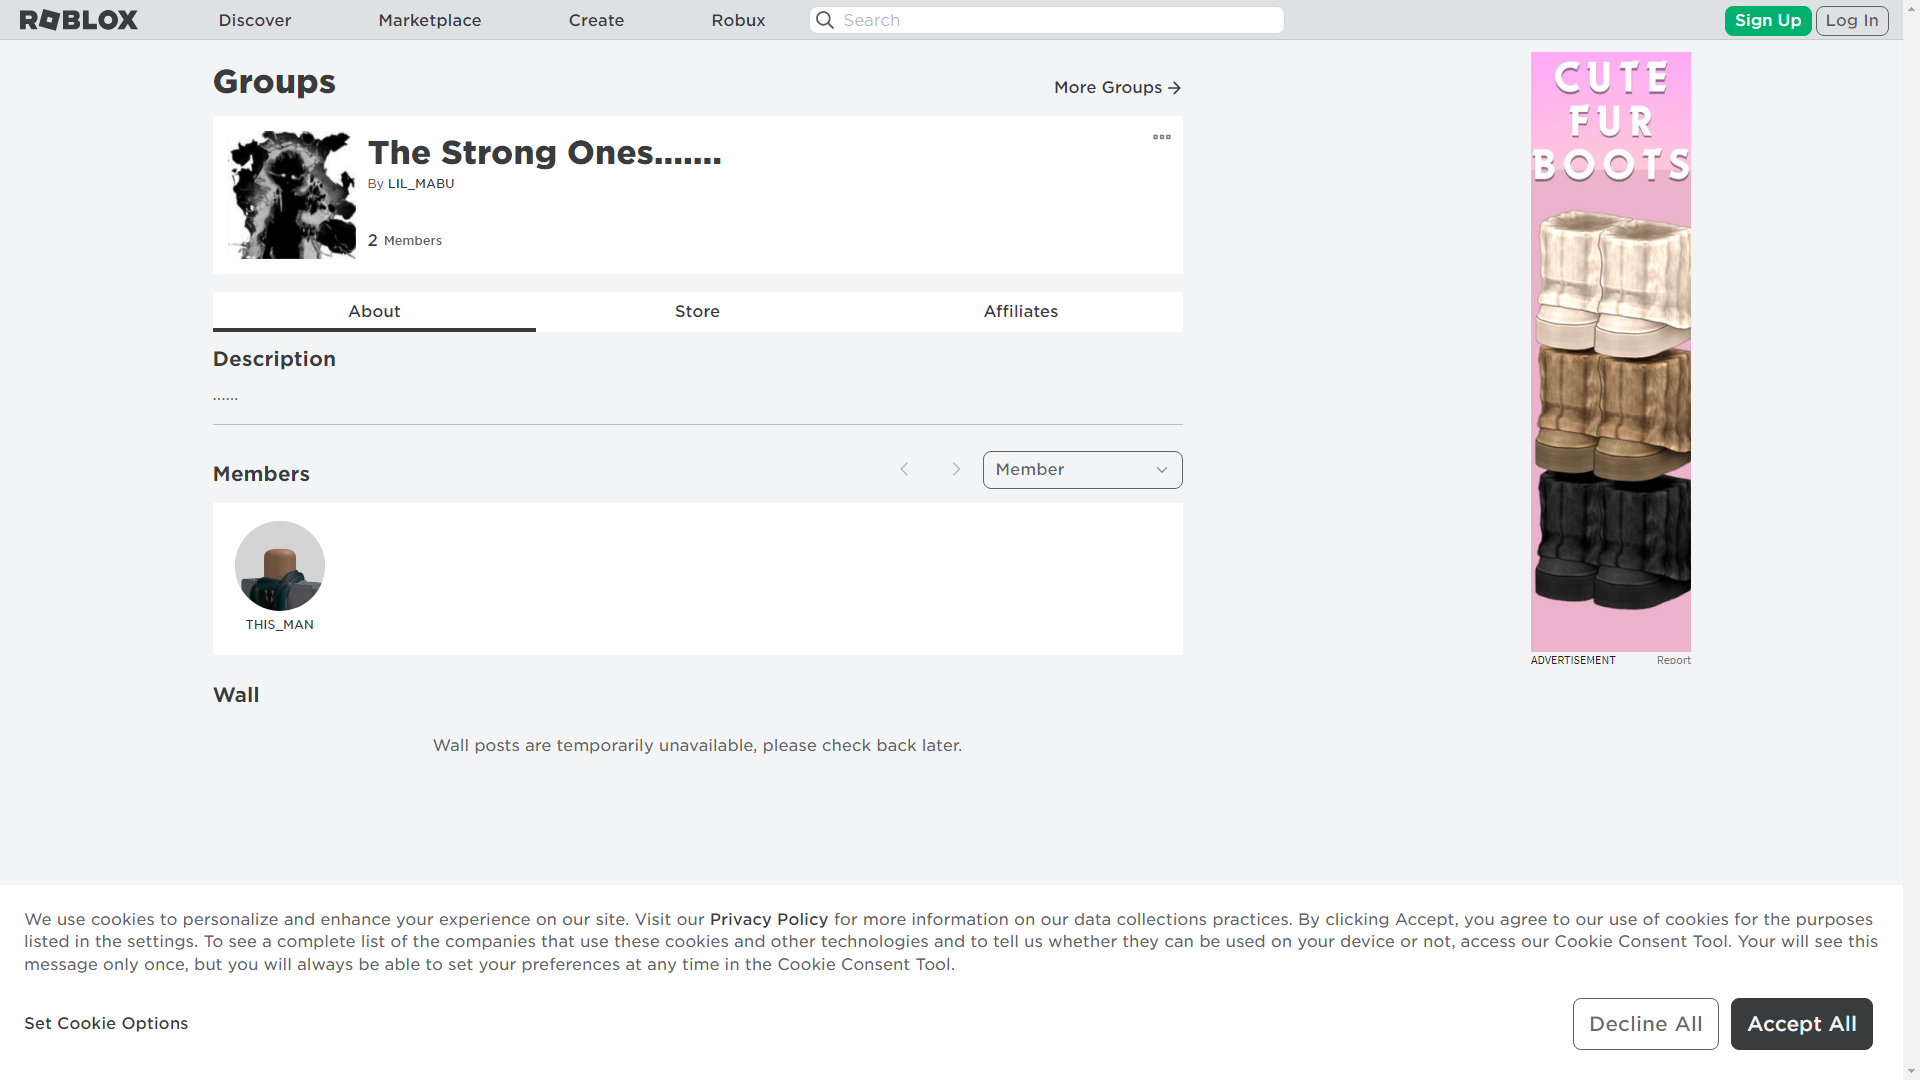 ROBLOX
Discover
Marketplace
Create
Robux
Search
Sign Up
Log In
Groups
More Groups
The Strong Ones.......
By LIL_MABU
2 Members
About
Store
Affiliates
Description
......
Members
Member
THIS_MAN
Wall
Wall posts are temporarily unavailable, please check back later.
CUTE
FUR
BOOTS
ADVERTISEMENT
Report
We use cookies to personalize and enhance your experience on our site. Visit our Privacy Policy for more information on our data collections practices. By clicking Accept, you agree to our use of cookies for the purposes
listed in the settings. To see a complete list of the companies that use these cookies and other technologies and to tell us whether they can be used on your device or not, access our Cookie Consent Tool. Your will see this
message only once, but you will always be able to set your preferences at any time in the Cookie Consent Tool.
Set Cookie Options
Decline All
Accept All